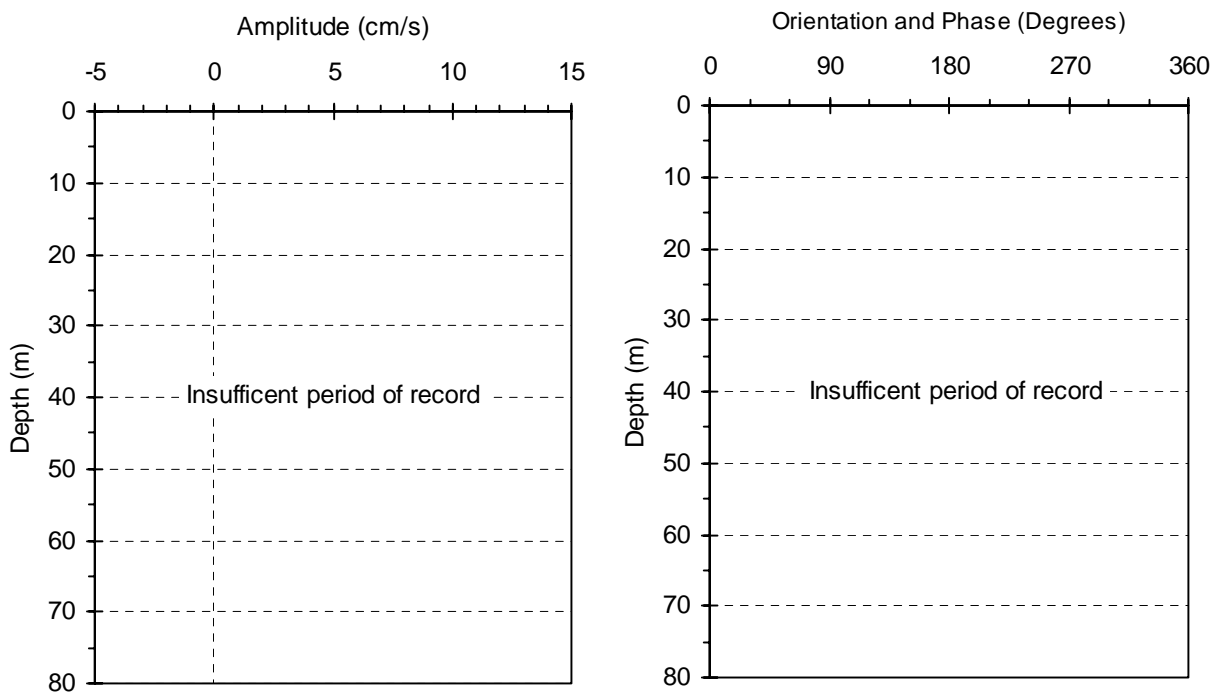 Amplitude (cm/s)
-5 0 5 10 15
0
10
20
30
40
50
60
70
80
Depth (m)
Insufficent period of record
Orientation and Phase (Degrees)
0 90 180 270 360
0
10
20
30
40
50
60
70
80
Depth (m)
Insufficent period of record